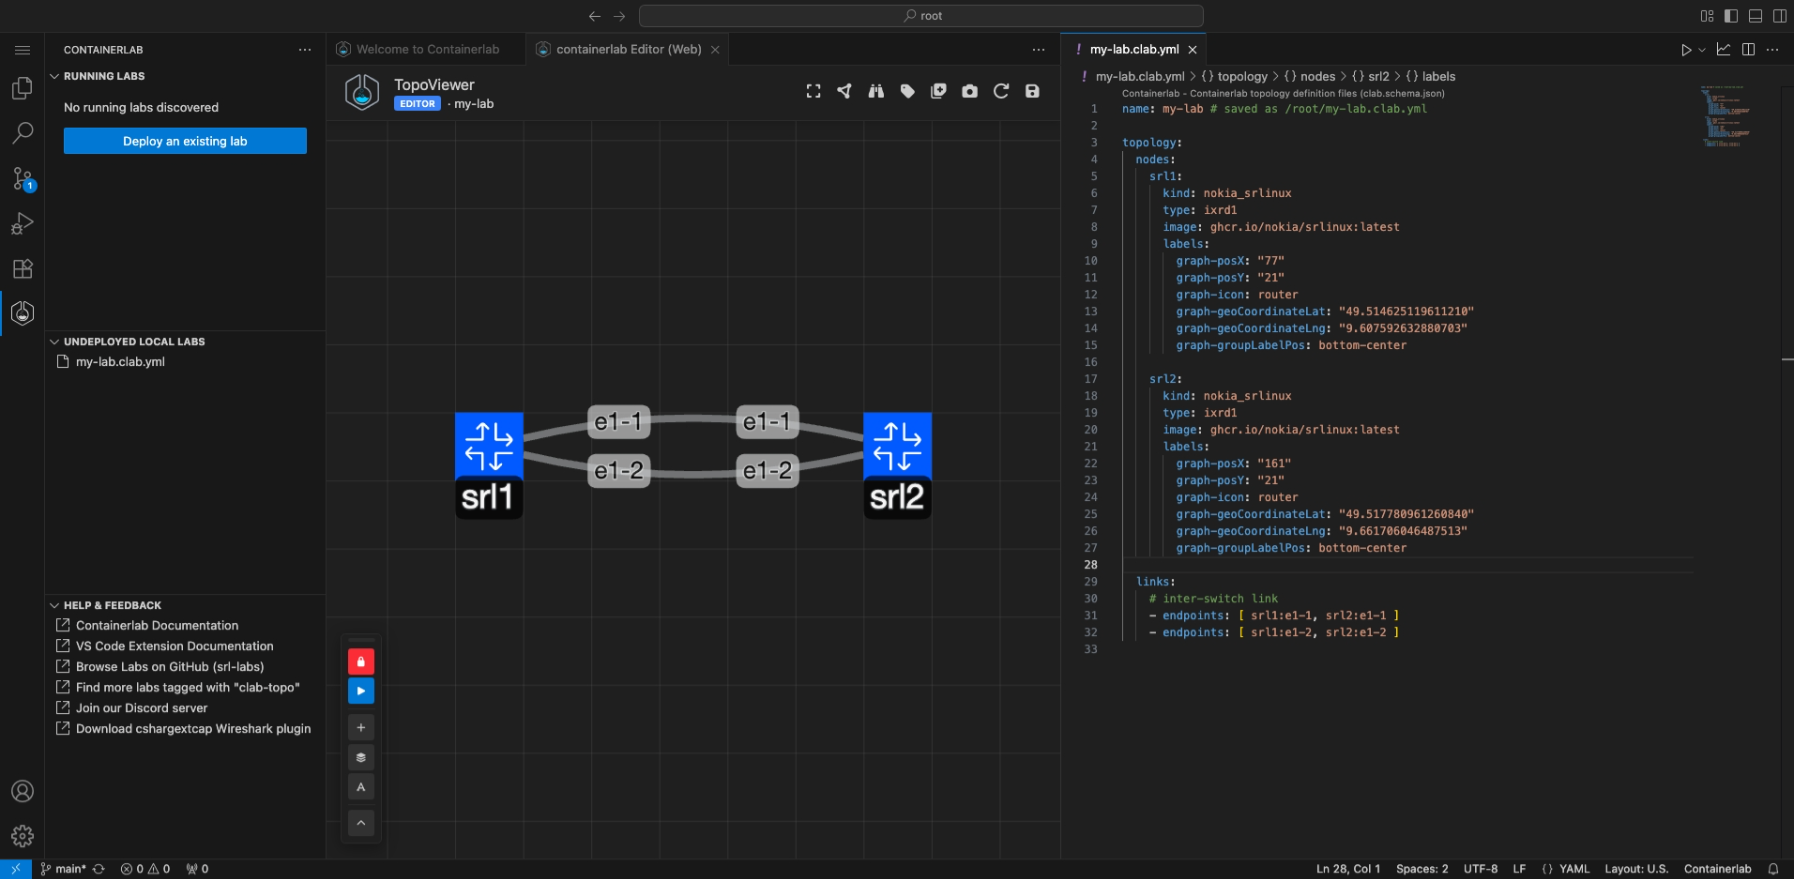 root
CONTAINERLAB
RUNNING LABS
No running labs discovered
Deploy an existing lab
UNDEPLOYED LOCAL LABS
my-lab.clab.yml
HELP & FEEDBACK
Containerlab Documentation
VS Code Extension Documentation
Browse Labs on GitHub (srl-labs)
Find more labs tagged with "clab-topo"
Join our Discord server
Download cshargextcap Wireshark plugin
1
Welcome to Containerlab
containerlab Editor (Web)
TopoViewer
EDITOR · my-lab
e1-1 e1-1
e1-2 e1-2
srl1 srl2
A
! my-lab.clab.yml
! my-lab.clab.yml > {} topology > {} nodes > {} srl2 > {} labels
Containerlab - Containerlab topology definition files (clab.schema.json)
1 name: my-lab # saved as /root/my-lab.clab.yml
2
3 topology:
4 nodes:
5 srl1:
6 kind: nokia_srlinux
7 type: ixrd1
8 image: ghcr.io/nokia/srlinux:latest
9 labels:
10 graph-posX: "77"
11 graph-posY: "21"
12 graph-icon: router
13 graph-geoCoordinateLat: "49.514625119611210"
14 graph-geoCoordinateLng: "9.607592632880703"
15 graph-groupLabelPos: bottom-center
16
17 srl2:
18 kind: nokia_srlinux
19 type: ixrd1
20 image: ghcr.io/nokia/srlinux:latest
21 labels:
22 graph-posX: "161"
23 graph-posY: "21"
24 graph-icon: router
25 graph-geoCoordinateLat: "49.517780961260840"
26 graph-geoCoordinateLng: "9.661706046487513"
27 graph-groupLabelPos: bottom-center
28
29 links:
30 # inter-switch link
31 - endpoints: [ srl1:e1-1, srl2:e1-1 ]
32 - endpoints: [ srl1:e1-2, srl2:e1-2 ]
33
main* 0 0 0 Ln 28, Col 1 Spaces: 2 UTF-8 LF {} YAML Layout: U.S. Containerlab